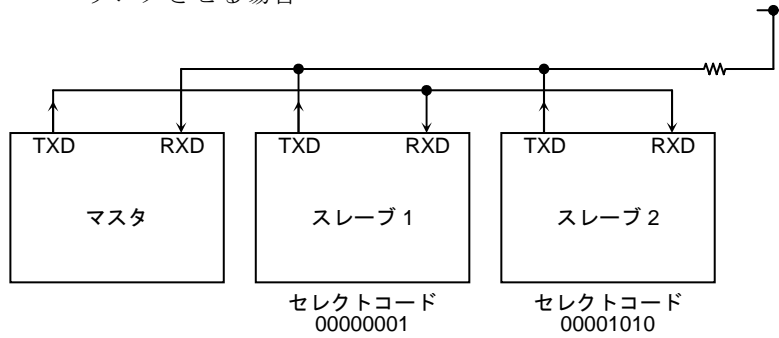 TXD RXD TXD RXD TXD RXD
マスタ スレーブ 1 スレーブ 2
セレクトコード セレクトコード
00000001 00001010